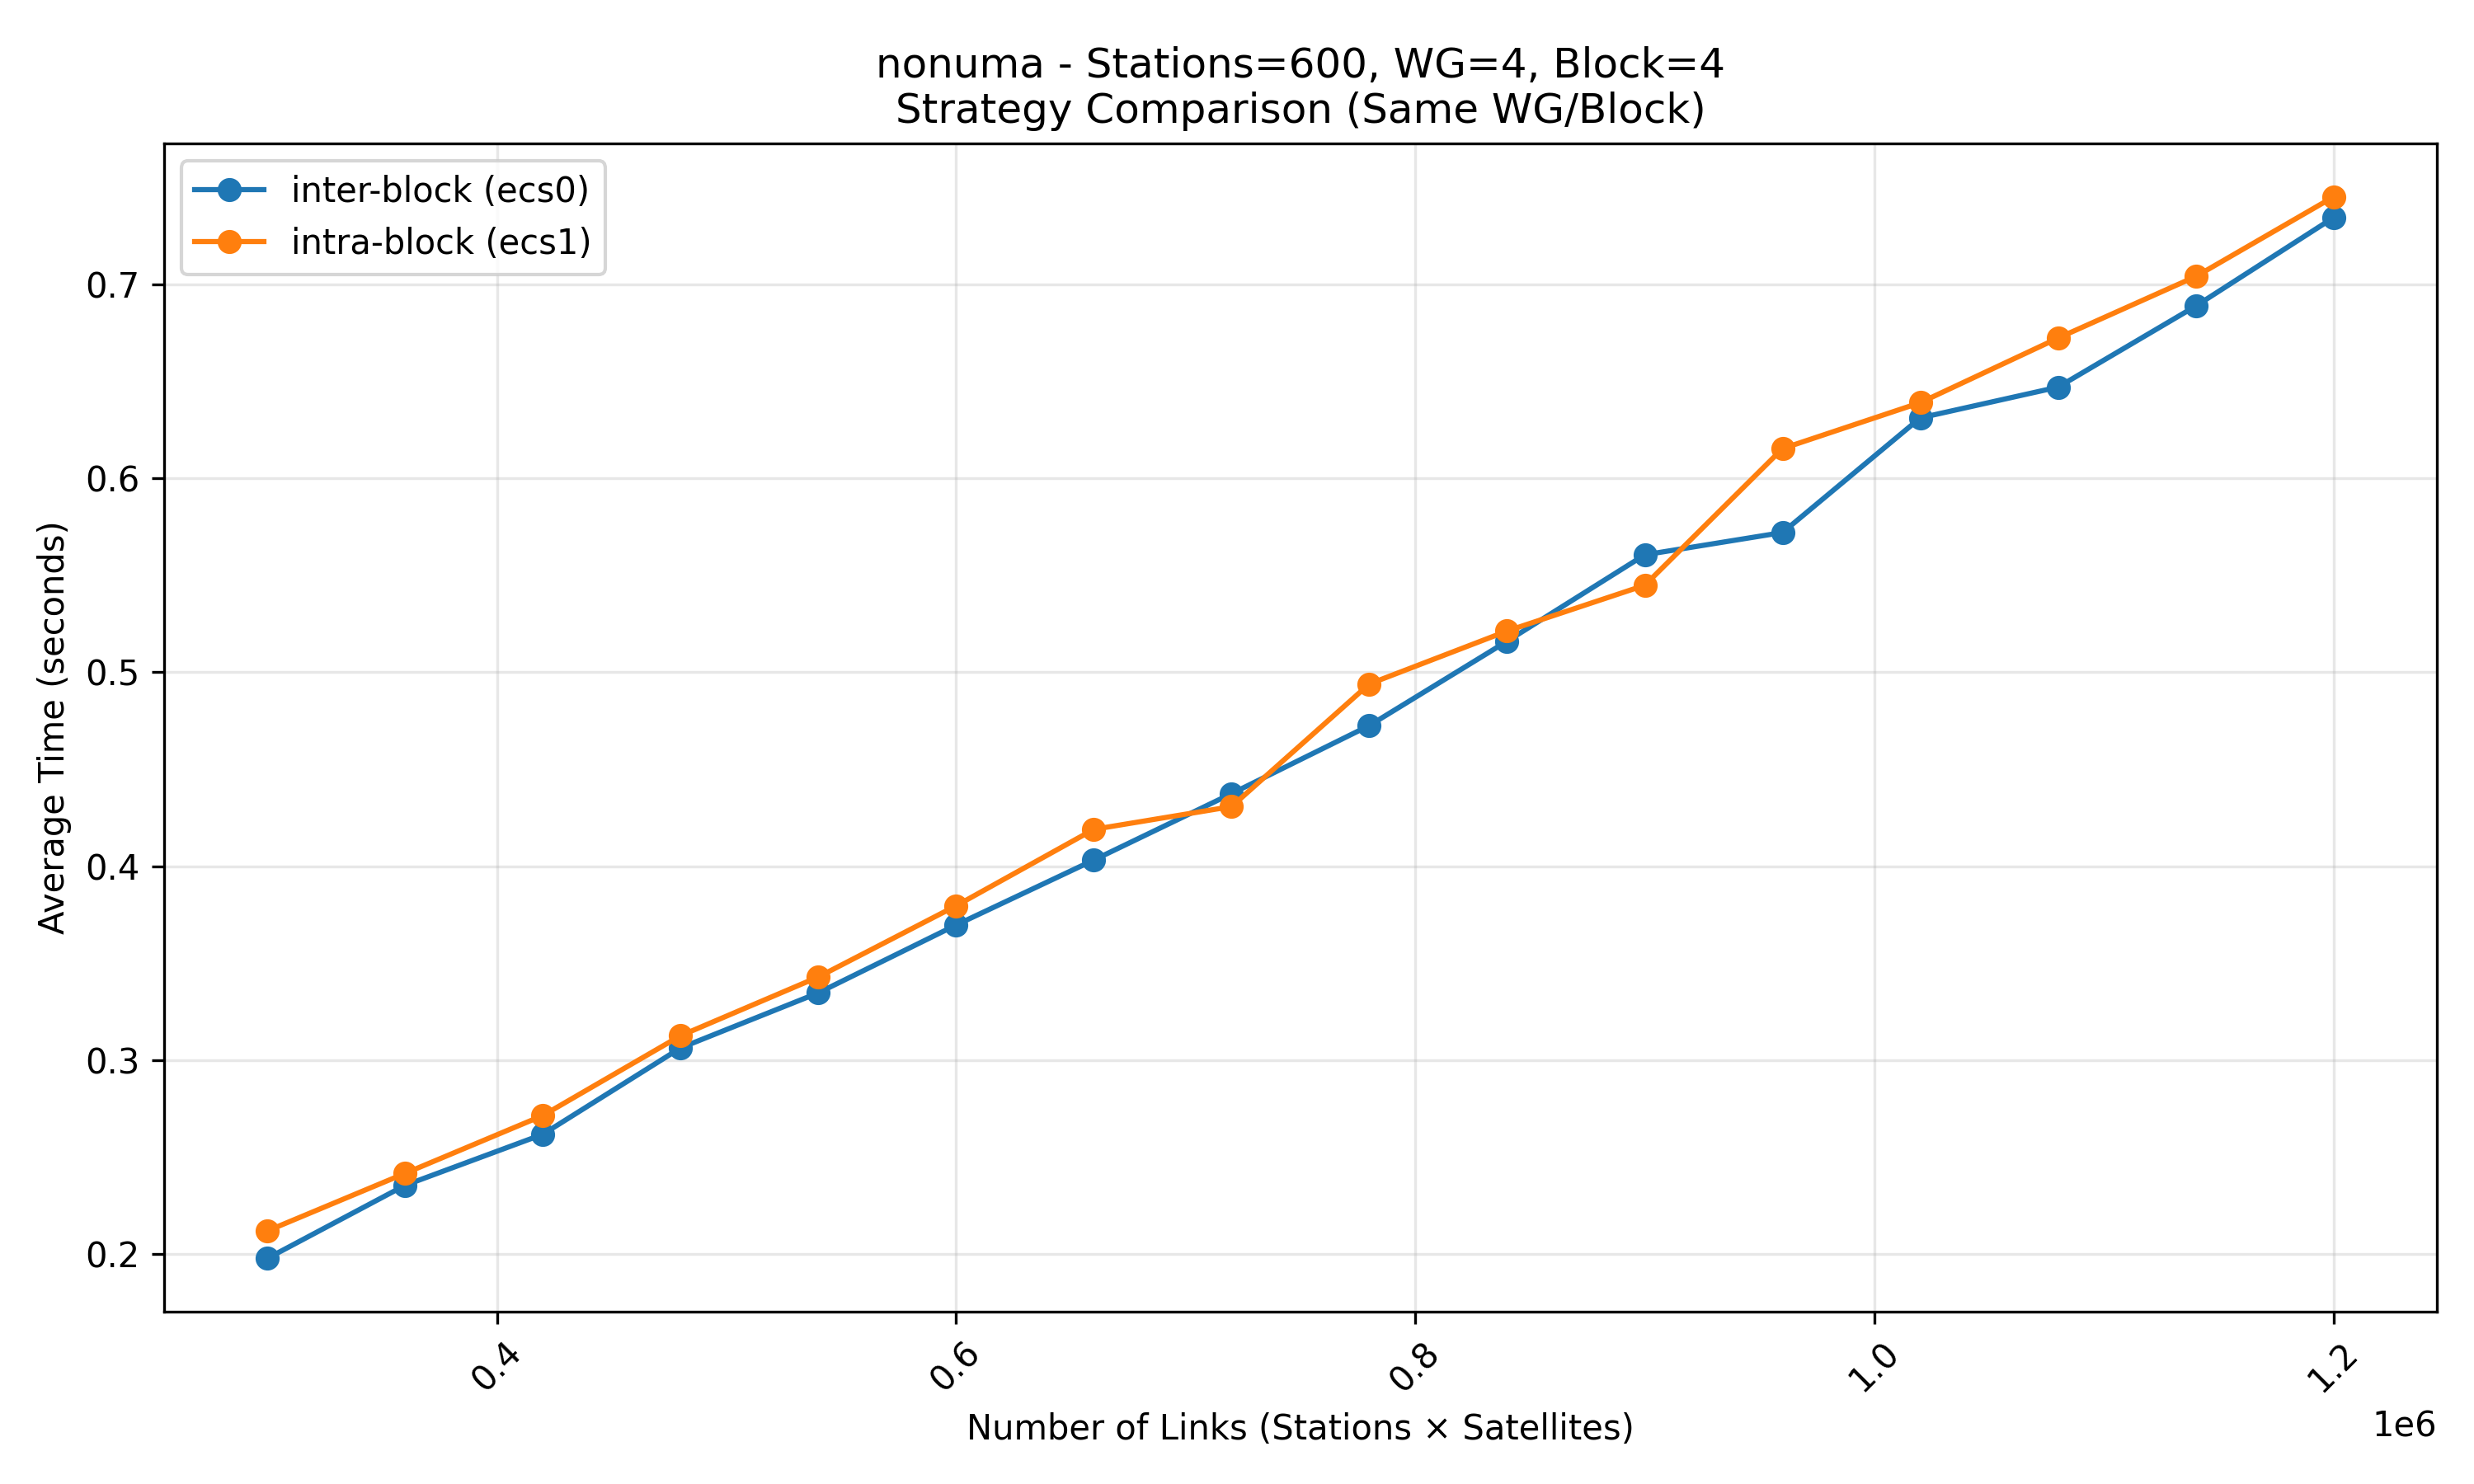 nonuma - Stations=600, WG=4, Block=4
Strategy Comparison (Same WG/Block)
inter-block (ecs0)
intra-block (ecs1)
Average Time (seconds)
0.7
0.6
0.5
0.4
0.3
0.2
0.4
0.6
0.8
1.0
1.2
1e6
Number of Links (Stations × Satellites)